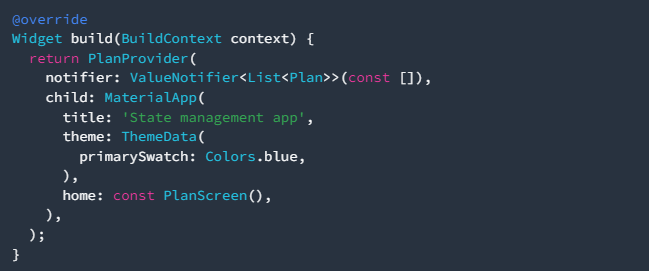 @override
Widget build(BuildContext context) {
  return PlanProvider(
    notifier: ValueNotifier<List<Plan>>(const []),
    child: MaterialApp(
      title: 'State management app',
      theme: ThemeData(
        primarySwatch: Colors.blue,
      ),
      home: const PlanScreen(),
    ),
  );
}